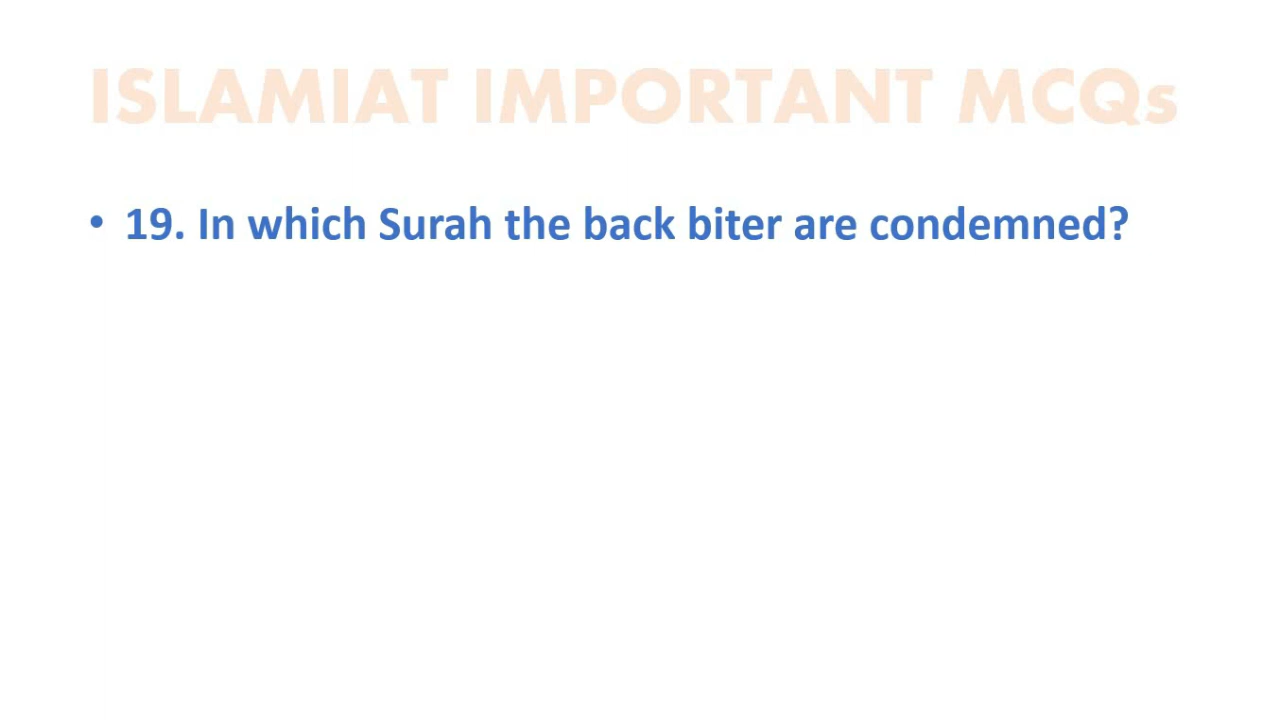 ISLAMIAT IMPORTANT MCQs
• 19. In which Surah the back biter are condemned?